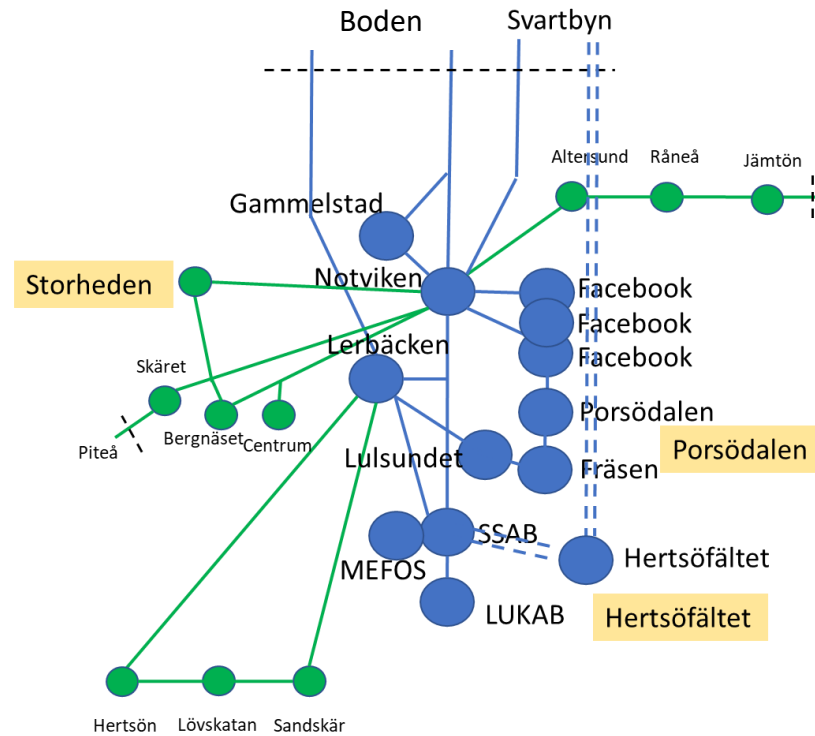 Boden
Svartbyn
Altersund
Råneå
Jämtön
Gammelstad
Storheden
Notviken
Facebook
Facebook
Lerbäcken
Facebook
Skäret
Porsödalen
Bergnäset
Centrum
Piteå
Lulsundet
Fräsen
Porsödalen
SSAB
Hertsöfältet
MEFOS
LUKAB
Hertsöfältet
Hertsön
Lövskatan
Sandskär